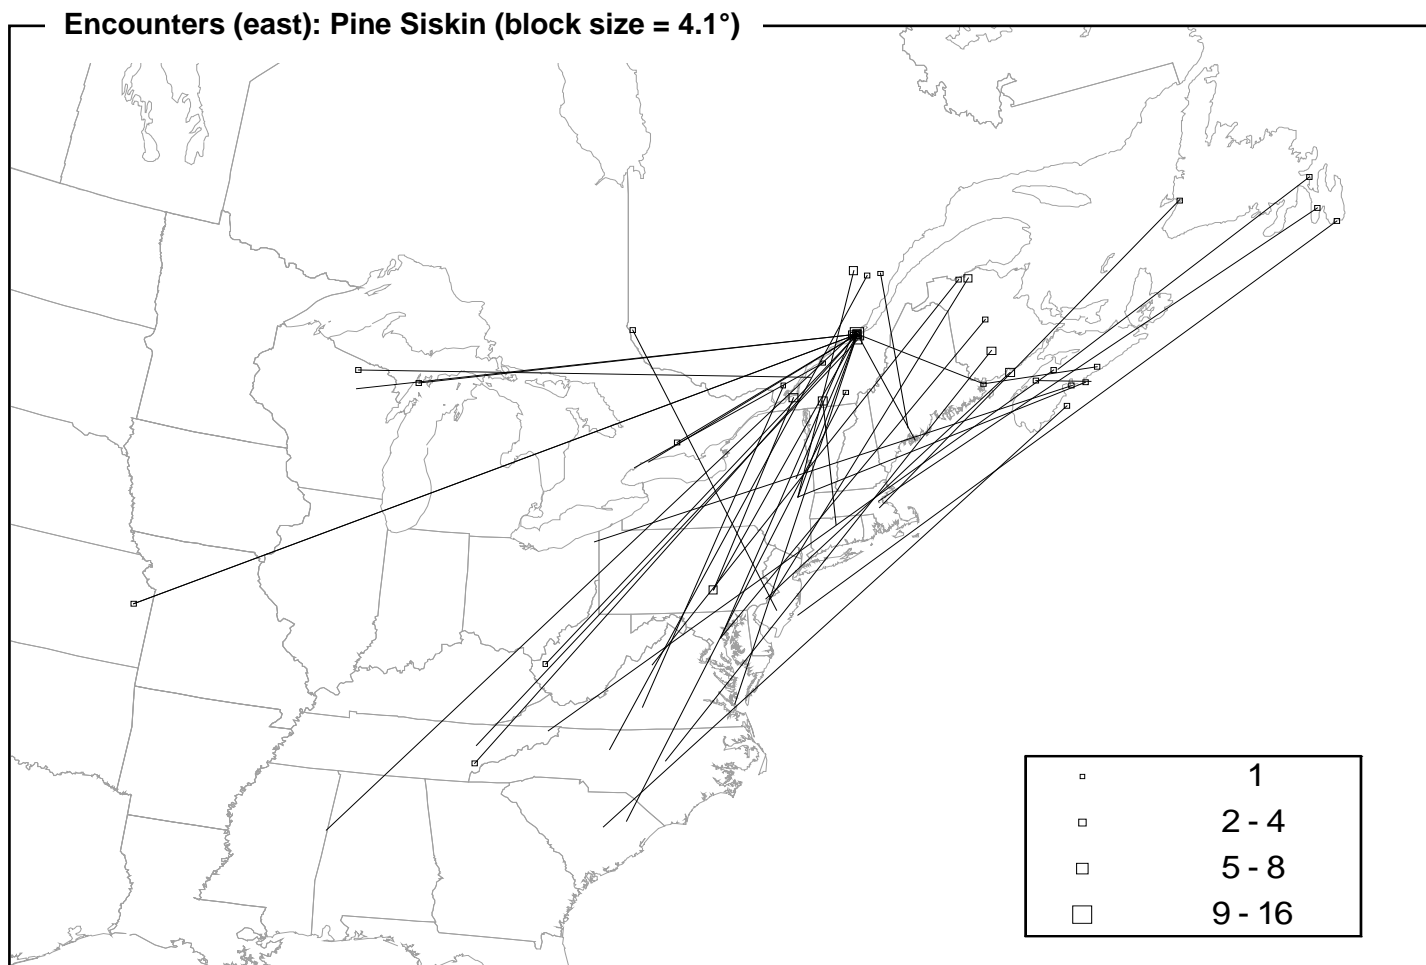 Encounters (east): Pine Siskin (block size = 4.1°)
1
2 - 4
5 - 8
9 - 16